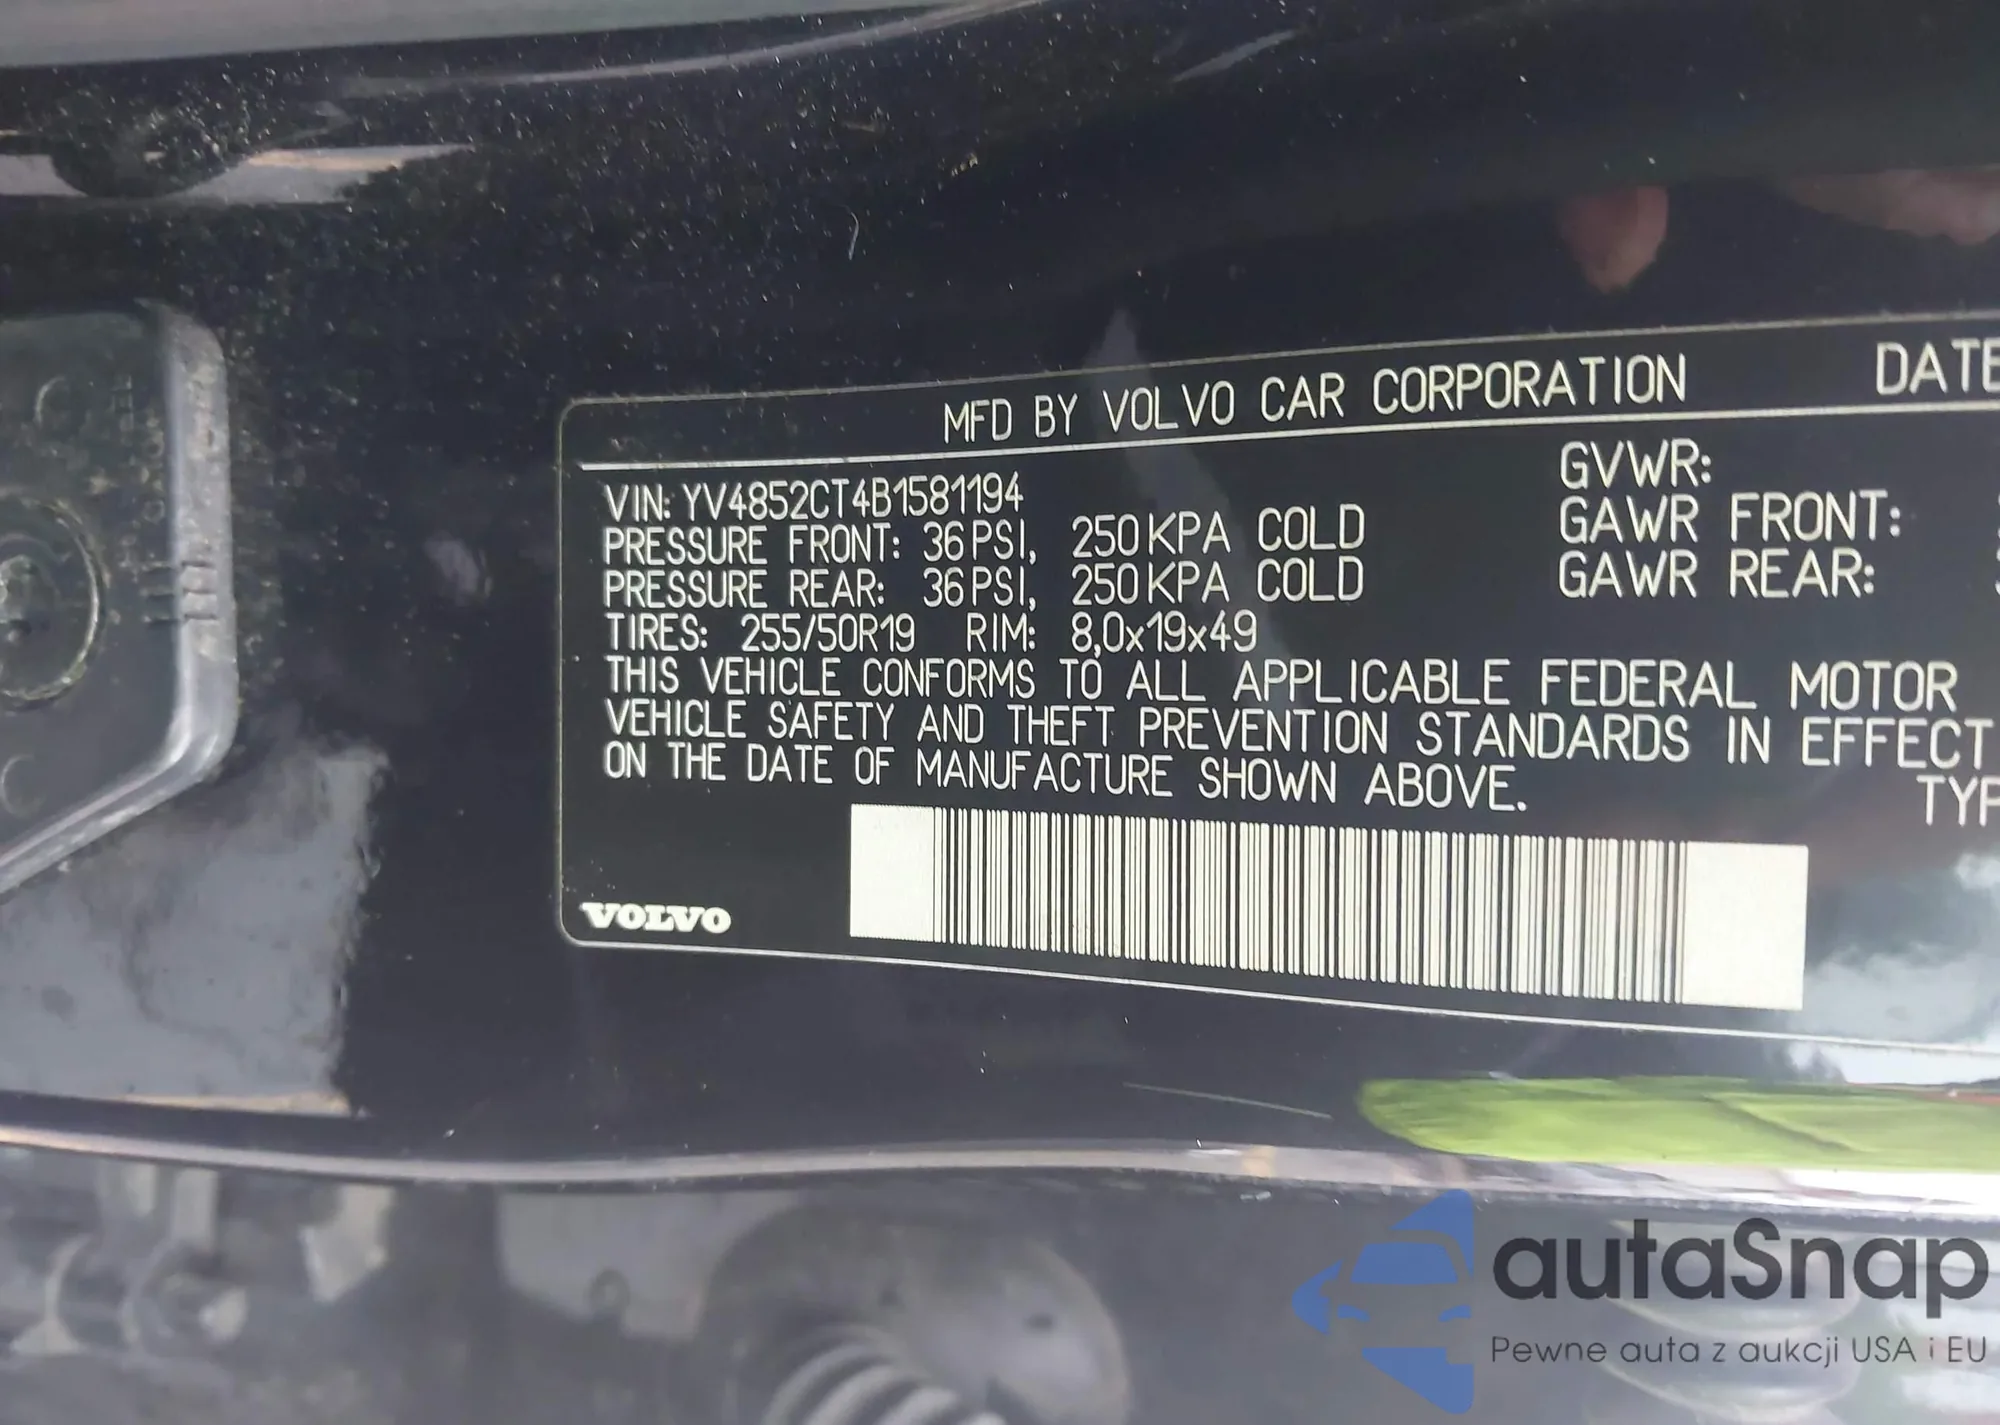 MFD BY VOLVO CAR CORPORATION DATE
VIN: YV4852CT4B1581194 GVWR:
PRESSURE FRONT: 36 PSI, 250 KPA COLD GAWR FRONT:
PRESSURE REAR: 36 PSI, 250 KPA COLD GAWR REAR:
TIRES: 255/50R19 RIM: 8,0x19x49
THIS VEHICLE CONFORMS TO ALL APPLICABLE FEDERAL MOTOR
VEHICLE SAFETY AND THEFT PREVENTION STANDARDS IN EFFECT
ON THE DATE OF MANUFACTURE SHOWN ABOVE.
TYP
VOLVO
autaSnap
Pewne auta z aukcji USA i EU